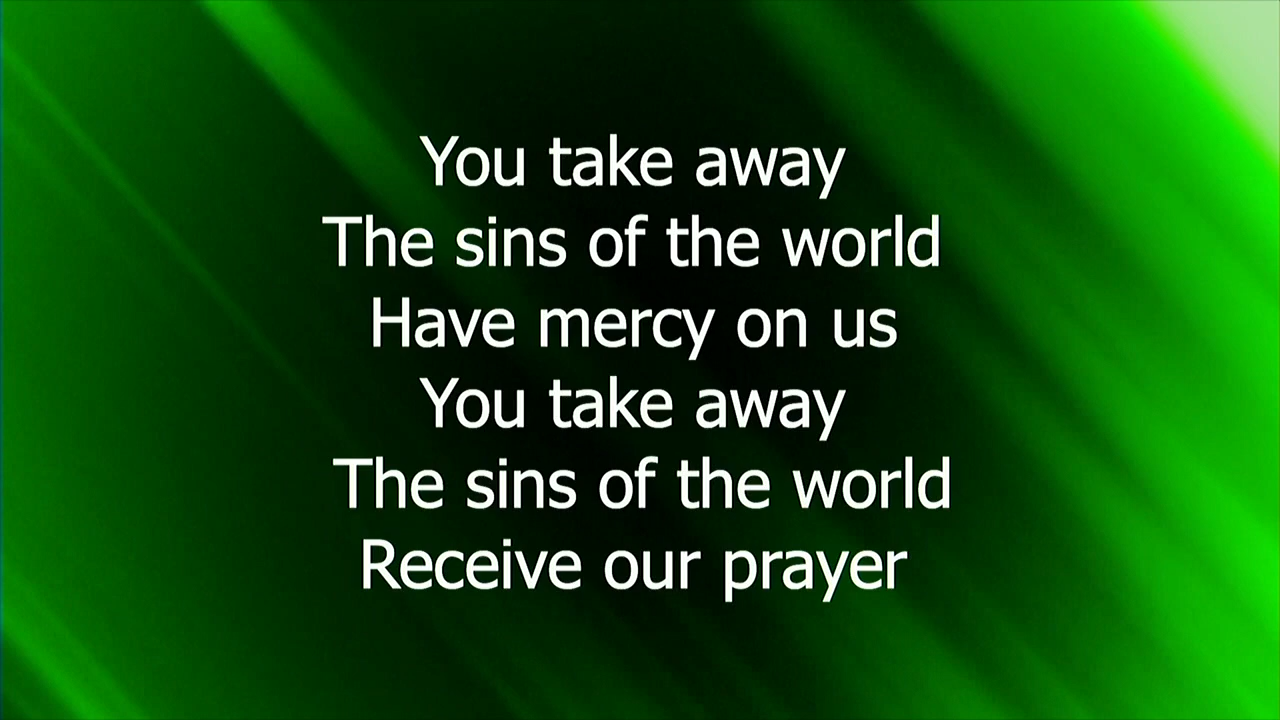 You take away
The sins of the world
Have mercy on us
You take away
The sins of the world
Receive our prayer